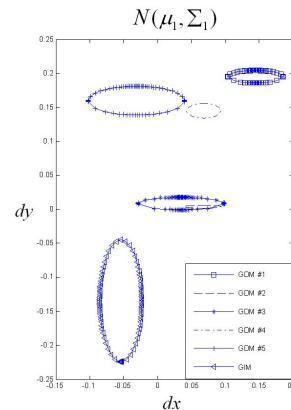 N(μ₁, Σ₁)
0.25
0.2
0.15
0.1
0.05
0
-0.05
-0.1
-0.15
-0.2
-0.25
dy
GDM #1
GDM #2
GDM #3
GDM #4
GDM #5
GIM
-0.15 -0.1 -0.05 0 0.05 0.1 0.15 0.2
dx